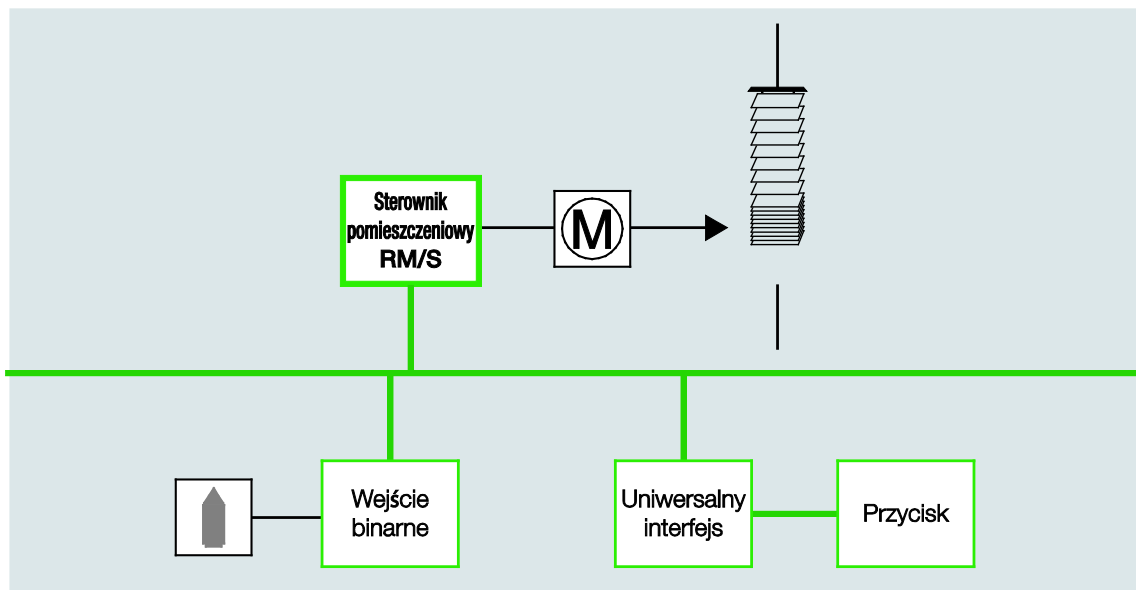 Sterownik
pomieszczeniowy
RM/S
M
Wejście
binarne
Uniwersalny
interfejs
Przycisk